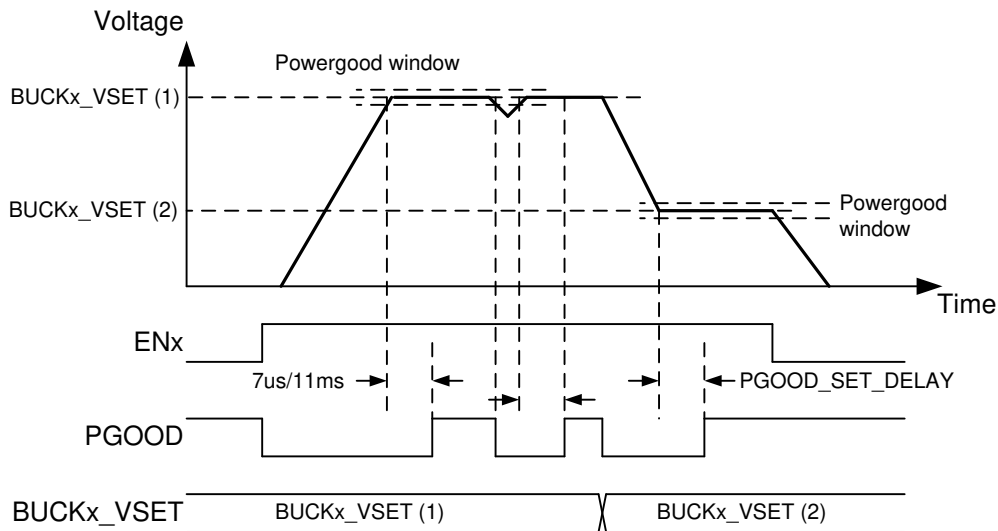 Voltage
Powergood window
BUCKx_VSET (1)
BUCKx_VSET (2)
Powergood
window
Time
ENx
7us/11ms
PGOOD_SET_DELAY
PGOOD
BUCKx_VSET
BUCKx_VSET (1)
BUCKx_VSET (2)